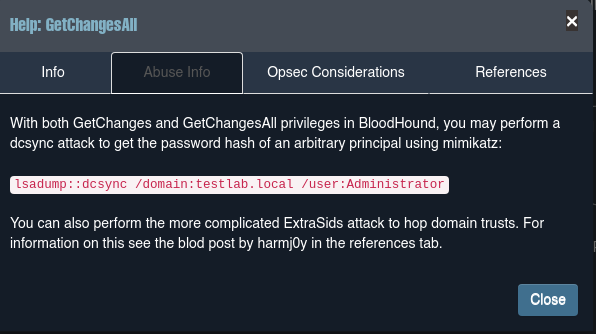 Help: GetChangesAll
×
Info Abuse Info Opsec Considerations References
With both GetChanges and GetChangesAll privileges in BloodHound, you may perform a
dcsync attack to get the password hash of an arbitrary principal using mimikatz:
lsadump::dcsync /domain:testlab.local /user:Administrator
You can also perform the more complicated ExtraSids attack to hop domain trusts. For
information on this see the blod post by harmj0y in the references tab.
Close